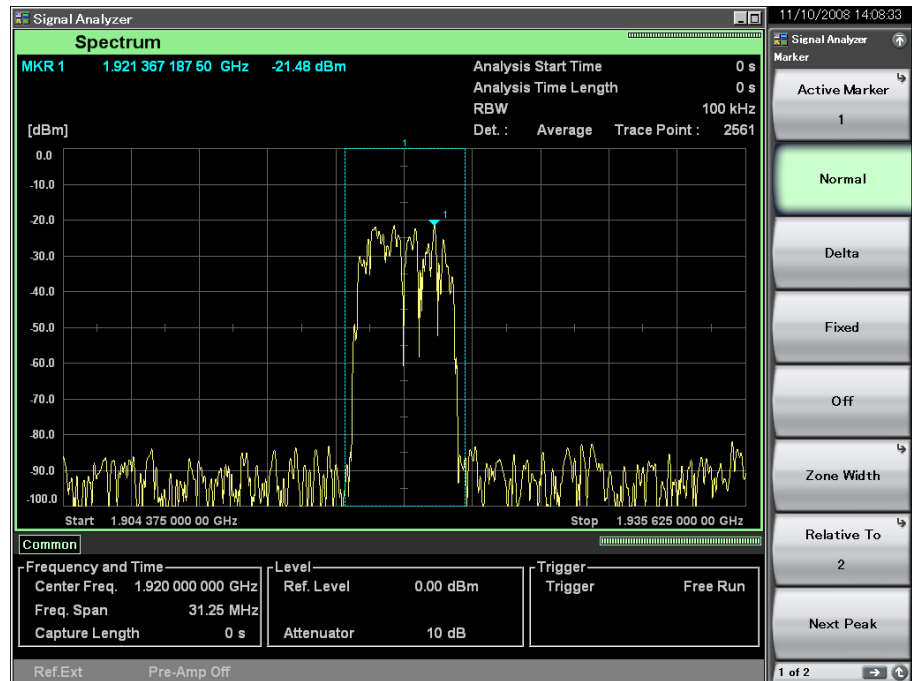 Signal Analyzer
11/10/2008 14:08:33
Spectrum
MKR 1 1.921 367 187 50 GHz -21.48 dBm
Analysis Start Time 0 s
Analysis Time Length 0 s
RBW 100 kHz
[dBm]
Det. : Average Trace Point : 2561
1
0.0
-10.0
-20.0
1
-30.0
-40.0
-50.0
-60.0
-70.0
-80.0
-90.0
-100.0
Start 1.904 375 000 00 GHz
Stop 1.935 625 000 00 GHz
Common
Frequency and Time
Center Freq. 1.920 000 000 GHz
Freq. Span 31.25 MHz
Capture Length 0 s
Level
Ref. Level 0.00 dBm
Attenuator 10 dB
Trigger
Trigger Free Run
Ref.Ext Pre-Amp Off
Signal Analyzer
Marker
Active Marker
1
Normal
Delta
Fixed
Off
Zone Width
Relative To
2
Next Peak
1 of 2